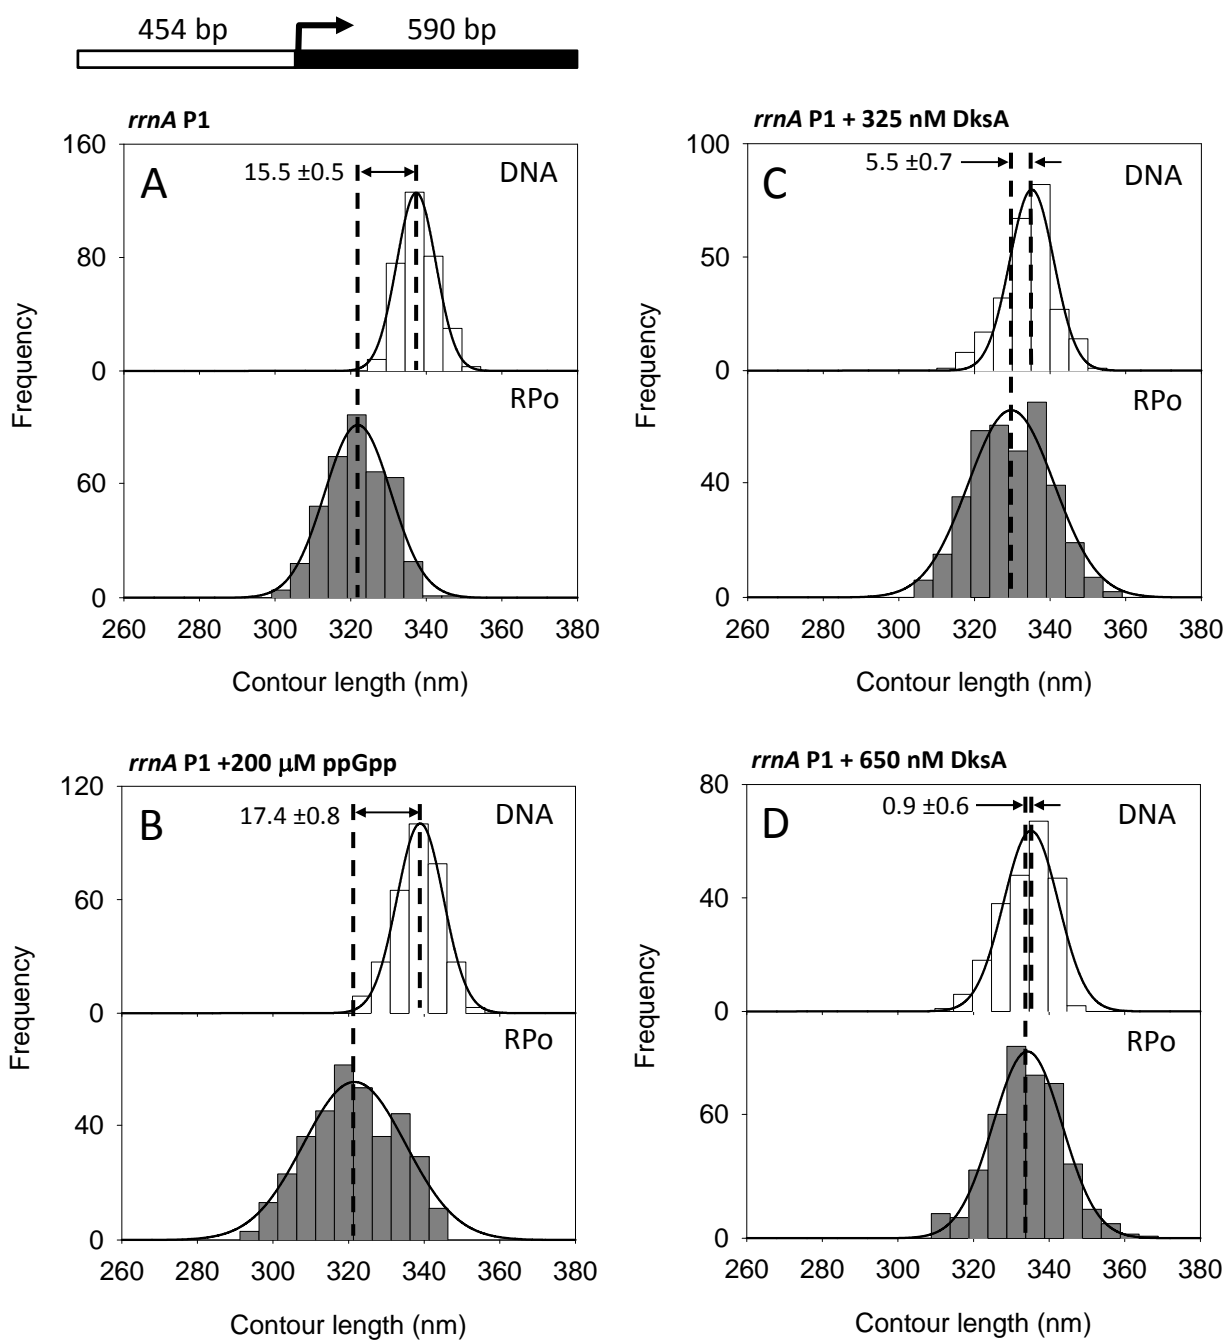 454 bp 590 bp
rrnA P1
A
DNA
15.5 ±0.5
RPo
160
80
0
60
0
260 280 300 320 340 360 380
Frequency
Contour length (nm)
rrnA P1 + 325 nM DksA
C
DNA
5.5 ±0.7
RPo
100
50
0
40
0
260 280 300 320 340 360 380
Frequency
Contour length (nm)
rrnA P1 +200 μM ppGpp
B
DNA
17.4 ±0.8
RPo
120
60
0
40
0
260 280 300 320 340 360 380
Frequency
Contour length (nm)
rrnA P1 + 650 nM DksA
D
DNA
0.9 ±0.6
RPo
80
40
0
60
0
260 280 300 320 340 360 380
Frequency
Contour length (nm)